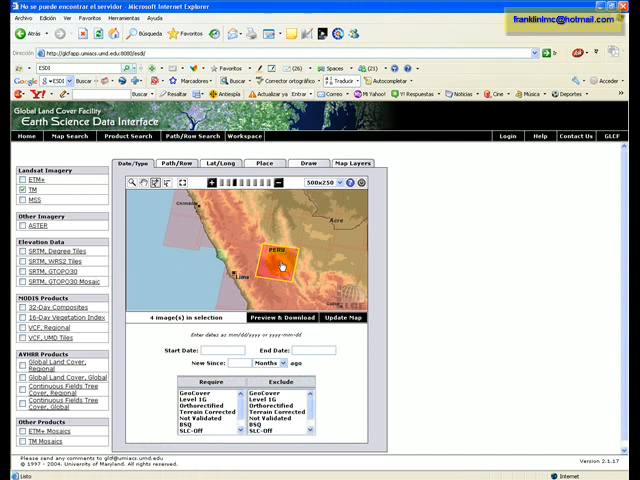 No se puede encontrar el servidor - Microsoft Internet Explorer
franklinlmc@hotmail.com
Archivo Edición Ver Favoritos Herramientas Ayuda
Atrás Búsqueda Favoritos
Dirección http://glcfapp.umiacs.umd.edu:8080/esdi/ Ir
ESDI (26) Spaces (21)
Google ESDI Buscar Marcadores Buscar Corrector ortográfico Traducir Autocompletar Acceder
Y! Buscar Resaltar Antiespía Actualizar ya Entrar Correo Mi Yahoo! Y! Respuestas Noticias Cine Música Deportes
Global Land Cover Facility
Earth Science Data Interface
Home Map Search Product Search Path/Row Search Workspace Login Help Contact Us GLCF
Date/Type Path/Row Lat/Long Place Draw Map Layers
Landsat Imagery
ETM+
TM
MSS
Other Imagery
ASTER
Elevation Data
SRTM, Degree Tiles
SRTM, WRS2 Tiles
SRTM, GTOPO30
SRTM, GTOPO30 Mosaic
MODIS Products
32-Day Composites
16-Day Vegetation Index
VCF, Regional
VCF, UMD Tiles
AVHRR Products
Global Land Cover, Regional
Global Land Cover, Global
Continuous Fields Tree Cover, Regional
Continuous Fields Tree Cover, Global
Other Products
ETM+ Mosaics
TM Mosaics
500x250
Acre
PERU
Lima
4 image(s) in selection Preview & Download Update Map
Enter dates as mm/dd/yyyy or yyyy-mm-dd
Start Date: End Date:
New Since: Months ago
Require Exclude
GeoCover GeoCover
Level 1G Level 1G
Orthorectified Orthorectified
Terrain Corrected Terrain Corrected
Not Validated Not Validated
BSQ BSQ
SLC-Off SLC-Off
Please send any comments to glcf@umiacs.umd.edu
© 1997 - 2004. University of Maryland. All rights reserved.
Version 2.1.17
Listo Internet